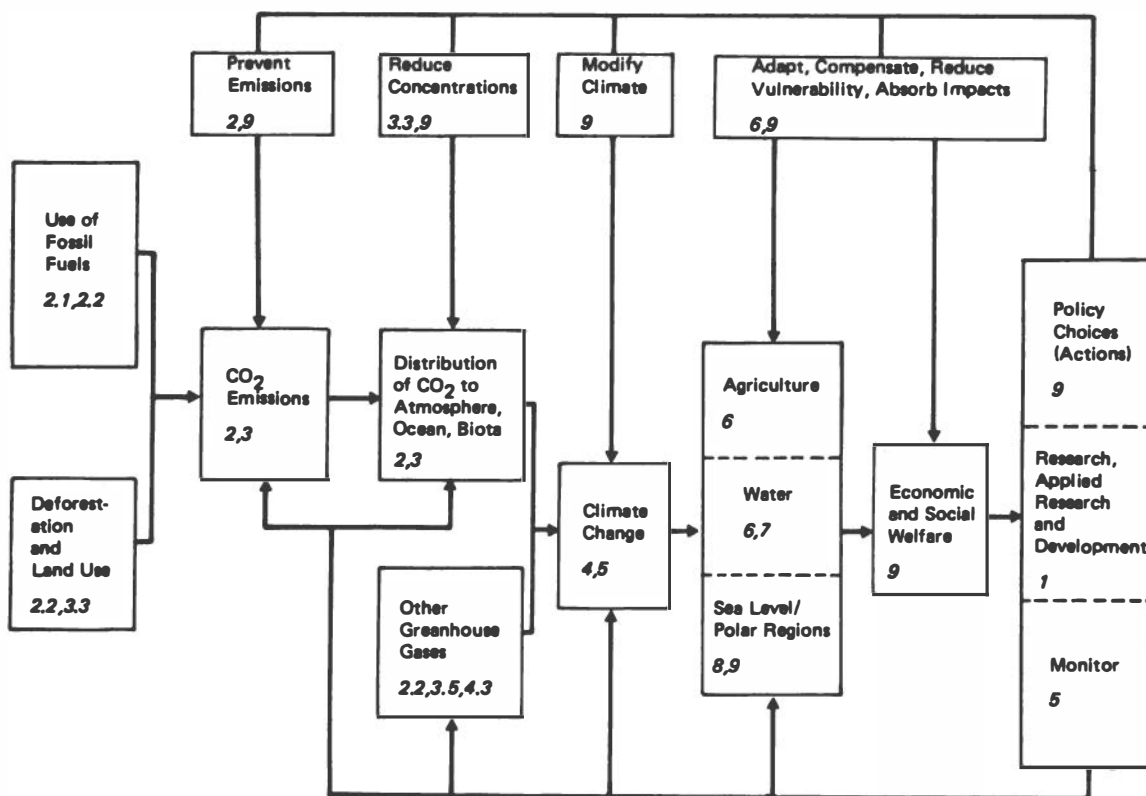 Prevent
Emissions
2,9
Reduce
Concentrations
3.3,9
Modify
Climate
9
Adapt, Compensate, Reduce
Vulnerability, Absorb Impacts
6,9
Use of
Fossil
Fuels
2.1,2.2
Deforest-
ation
and
Land Use
2.2,3.3
CO2
Emissions
2,3
Distribution
of CO2 to
Atmosphere,
Ocean, Biota
2,3
Other
Greenhouse
Gases
2.2,3.5,4.3
Climate
Change
4,5
Agriculture
6
Water
6,7
Sea Level/
Polar Regions
8,9
Economic
and Social
Welfare
9
Policy
Choices
(Actions)
9
Research,
Applied
Research
and
Development
1
Monitor
5